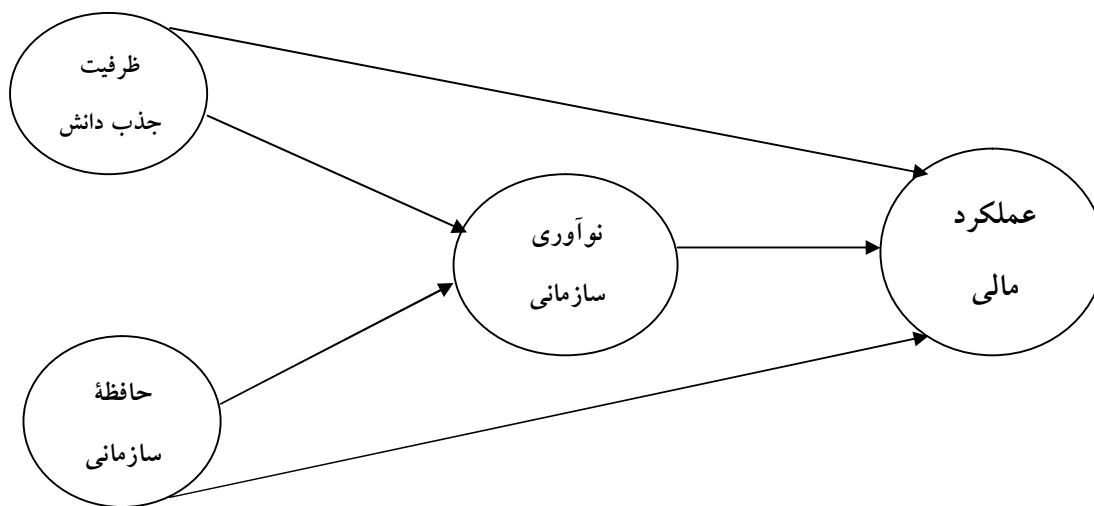 ظرفیت
جذب دانش
نوآوری
سازمانی
عملکرد
مالی
حافظهٔ
سازمانی